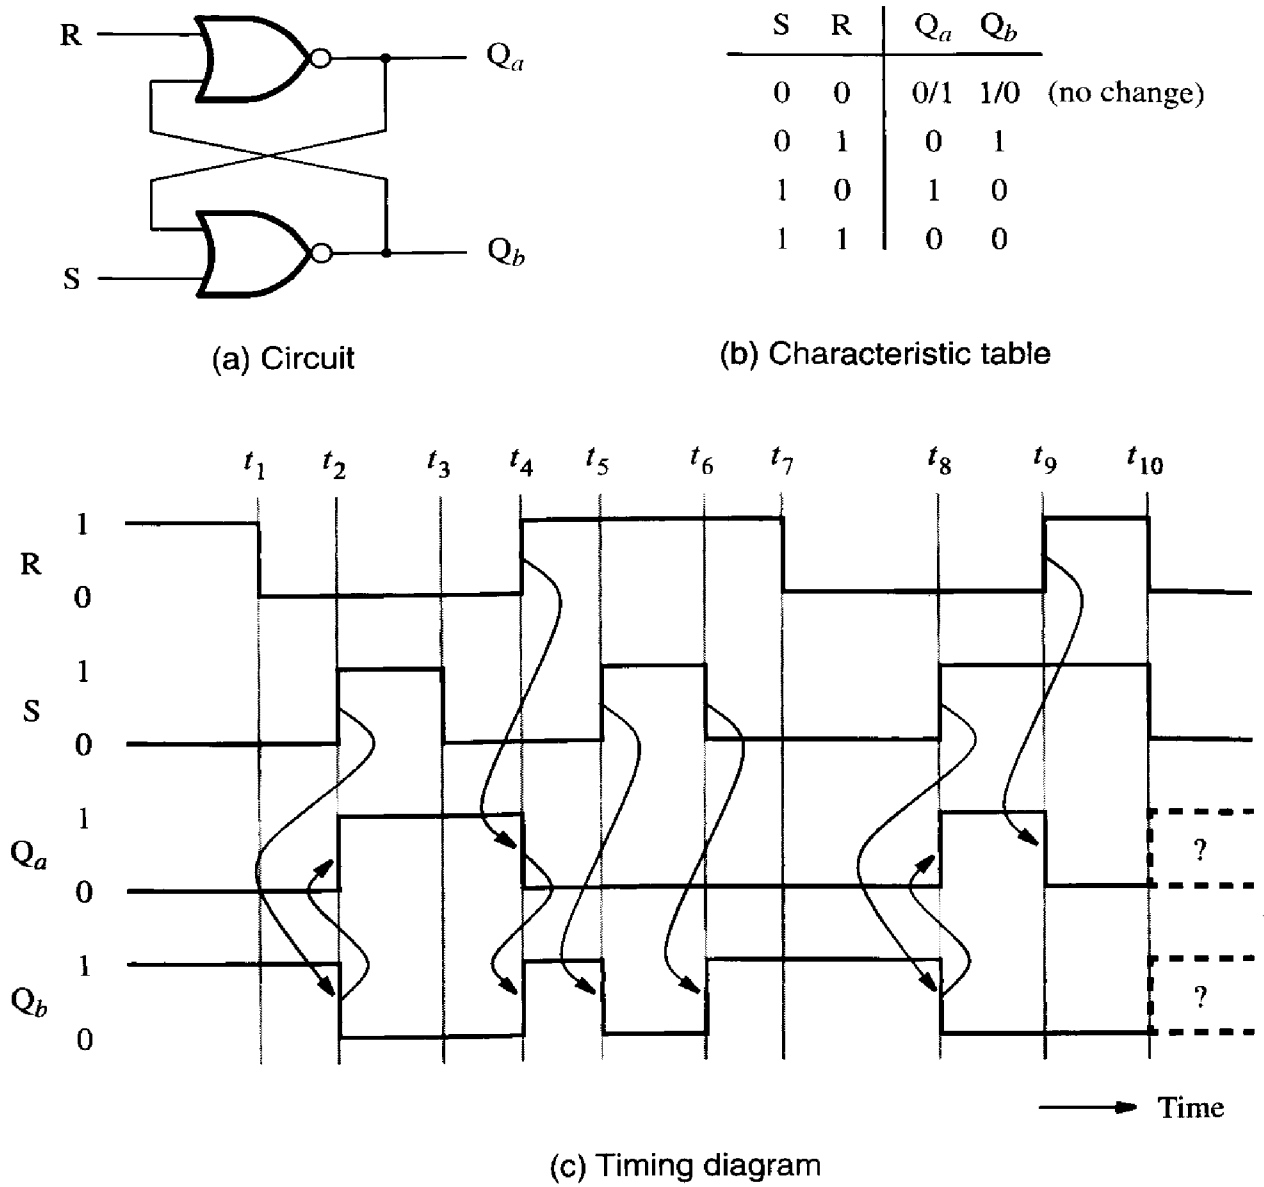 R
Qa
Qb
S
(a) Circuit
S R Qa Qb
0 0 0/1 1/0 (no change)
0 1 0 1
1 0 1 0
1 1 0 0
(b) Characteristic table
t1 t2 t3 t4 t5 t6 t7 t8 t9 t10
1
R
0
1
S
0
1
Qa ?
0
1
Qb ?
0
Time
(c) Timing diagram